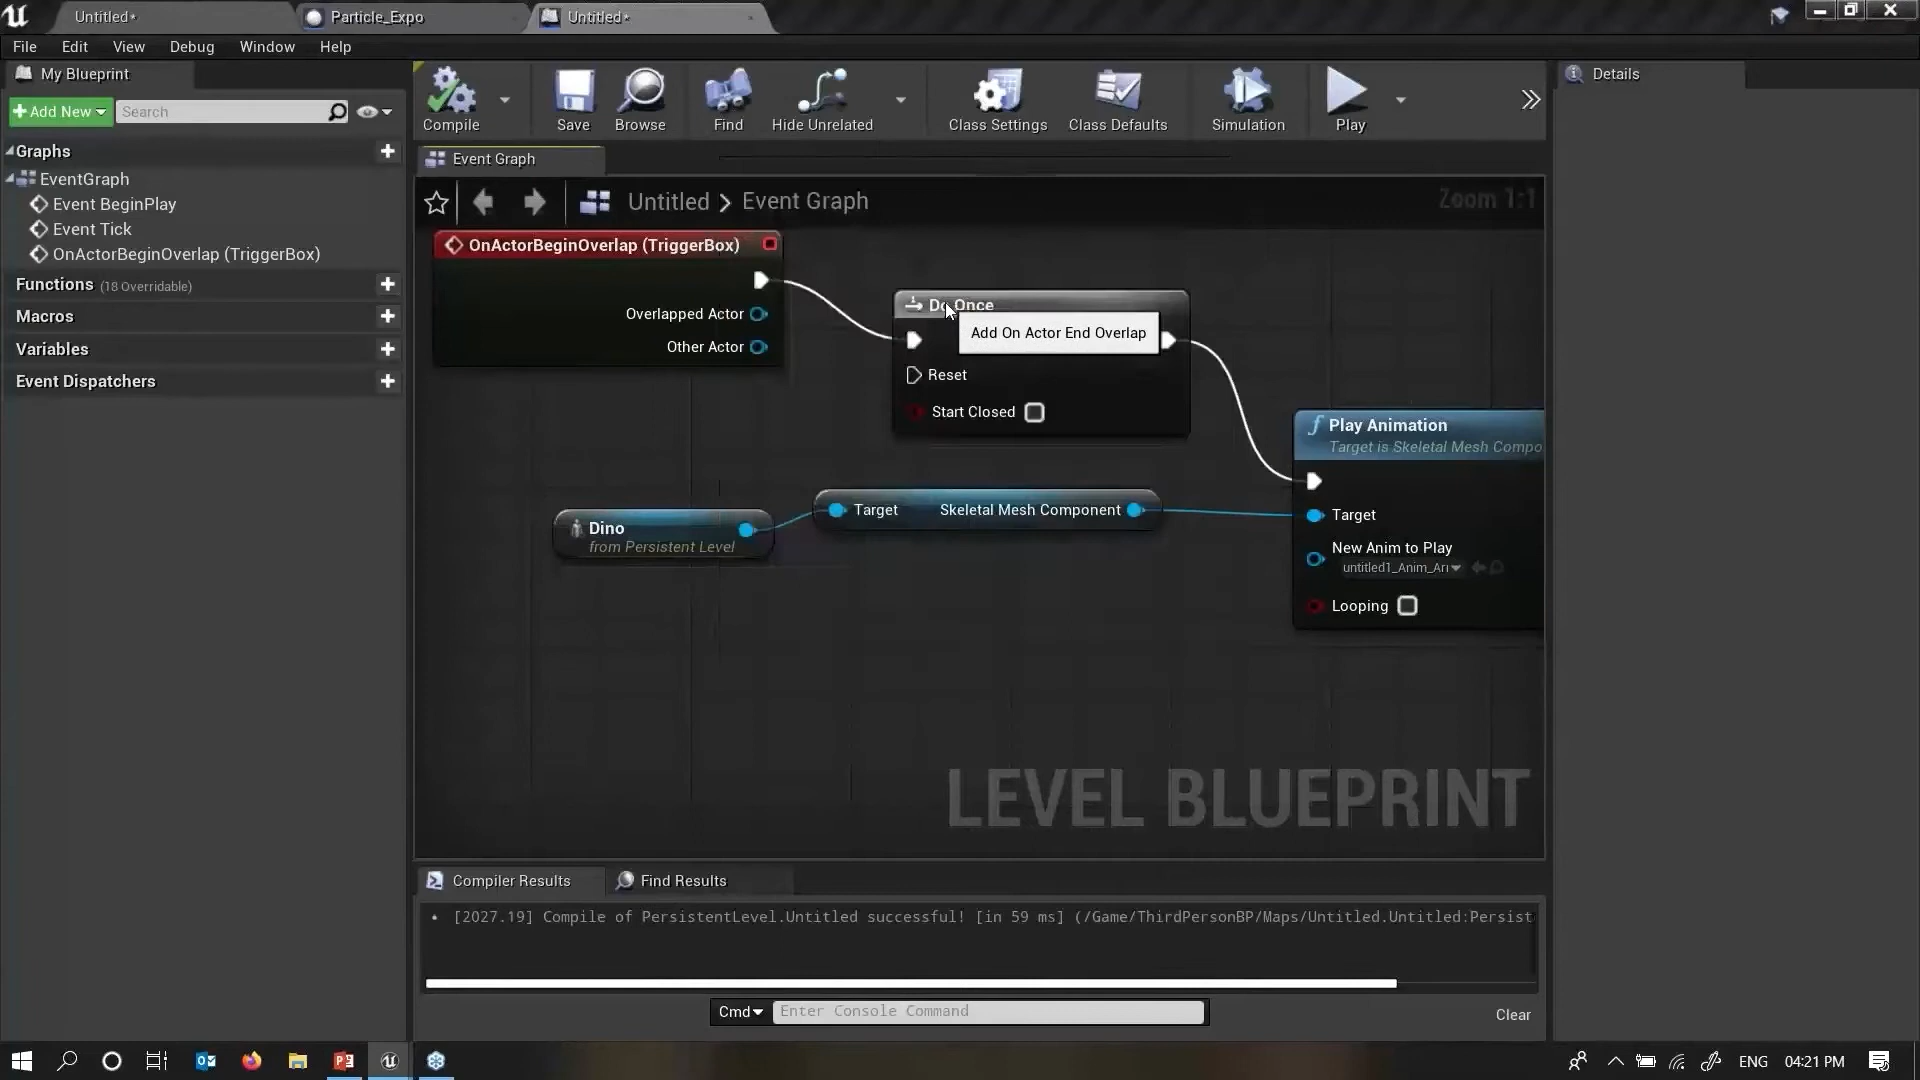 Untitled*
Particle_Expo
Untitled*
File Edit View Debug Window Help
My Blueprint
Add New
Search
Graphs
EventGraph
Event BeginPlay
Event Tick
OnActorBeginOverlap (TriggerBox)
Functions (18 Overridable)
Macros
Variables
Event Dispatchers
Compile
Save
Browse
Find
Hide Unrelated
Class Settings
Class Defaults
Simulation
Play
Event Graph
Untitled > Event Graph
Zoom 1:1
OnActorBeginOverlap (TriggerBox)
Overlapped Actor
Other Actor
Do Once
Add On Actor End Overlap
Reset
Start Closed
Dino
from Persistent Level
Target Skeletal Mesh Component
Play Animation
Target is Skeletal Mesh Compo
Target
New Anim to Play
untitled1_Anim_Arı
Looping
LEVEL BLUEPRINT
Compiler Results
Find Results
[2027.19] Compile of PersistentLevel.Untitled successful! [in 59 ms] (/Game/ThirdPersonBP/Maps/Untitled.Untitled:Persist
Cmd
Enter Console Command
Clear
Details
ENG 04:21 PM